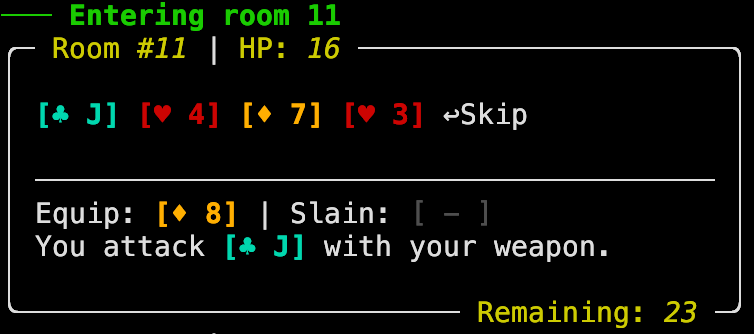 Entering room 11
Room #11 | HP: 16
[♣ J] [♥ 4] [♦ 7] [♥ 3] ↩Skip
Equip: [♦ 8] | Slain: [ − ]
You attack [♣ J] with your weapon.
Remaining: 23